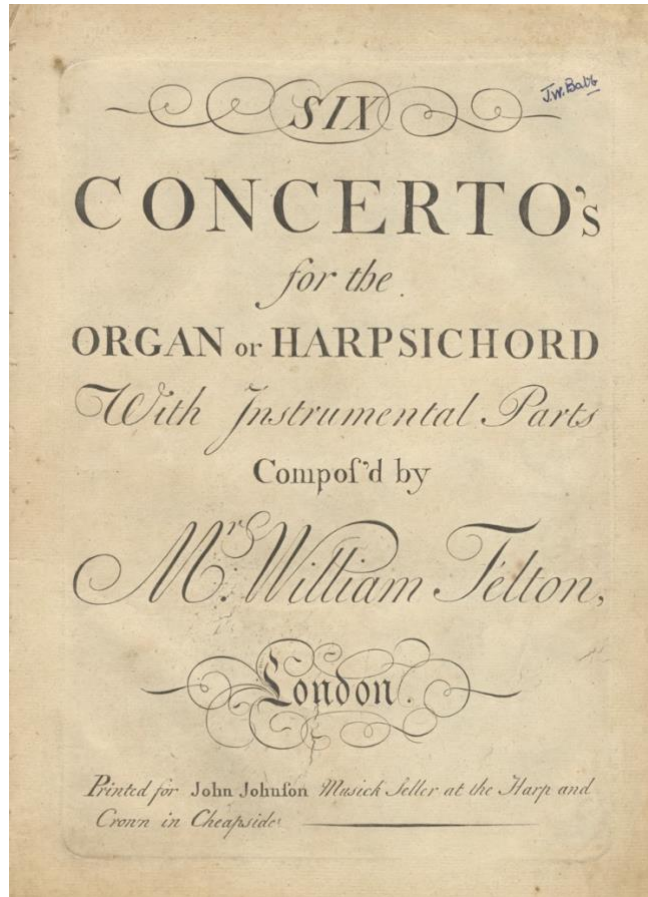 J.W. Babb
SIX
CONCERTO's
for the
ORGAN or HARPSICHORD
With Instrumental Parts
Compoſ'd by
Mr. William Felton,
London.
Printed for John Johnſon Musick Seller at the Harp and
Crown in Cheapside